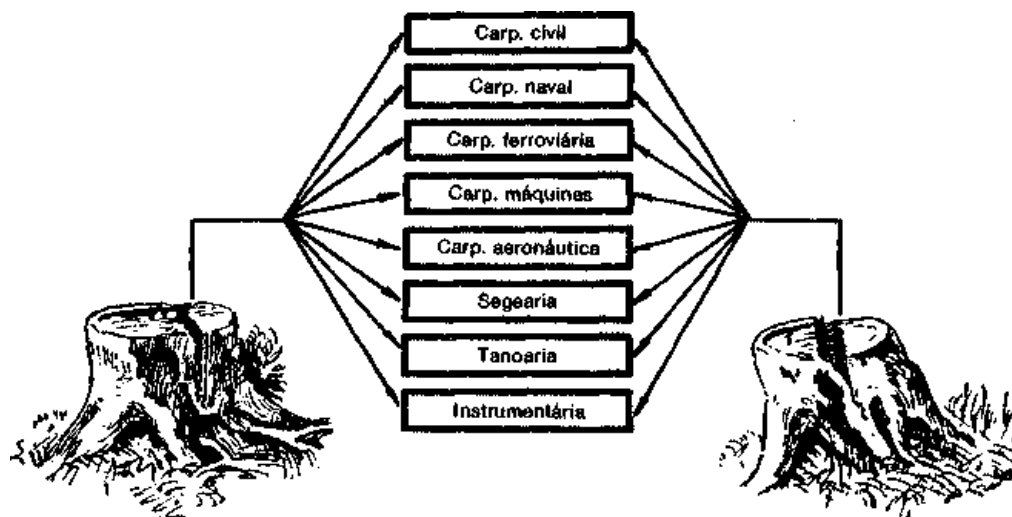 Carp. civil
Carp. naval
Carp. ferroviária
Carp. máquinas
Carp. aeronáutica
Segearia
Tanoaria
Instrumentária